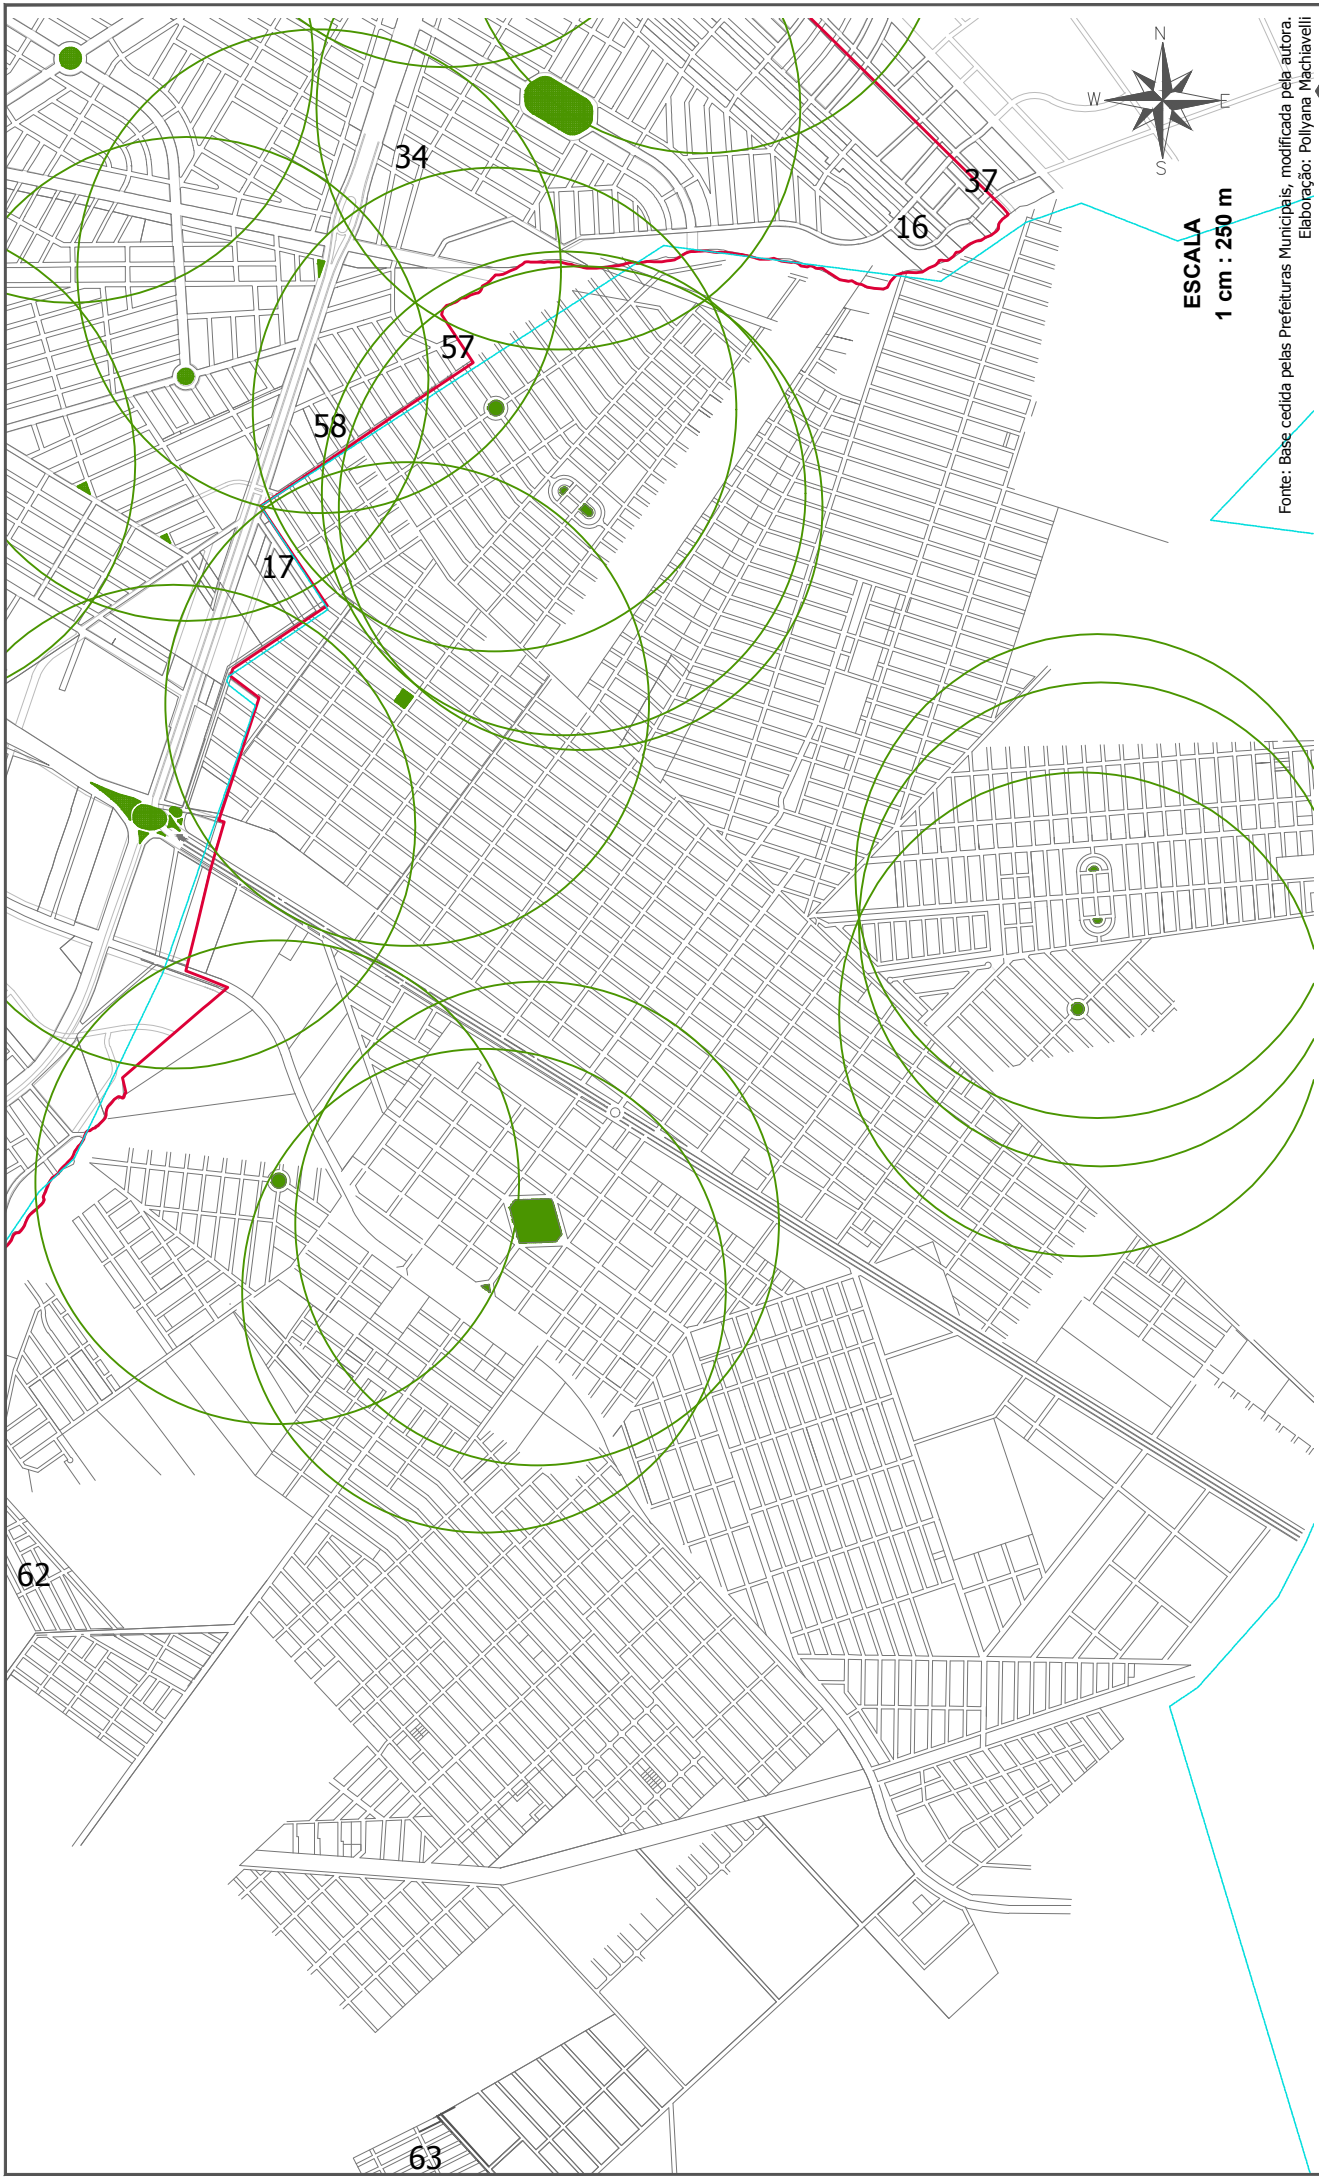 N
W E
S
34
37
16
57
58
17
62
63
ESCALA
1 cm : 250 m
Fonte: Base cedida pelas Prefeituras Municipais, modificada pela autora.
Elaboração: Pollyana Machiavelli